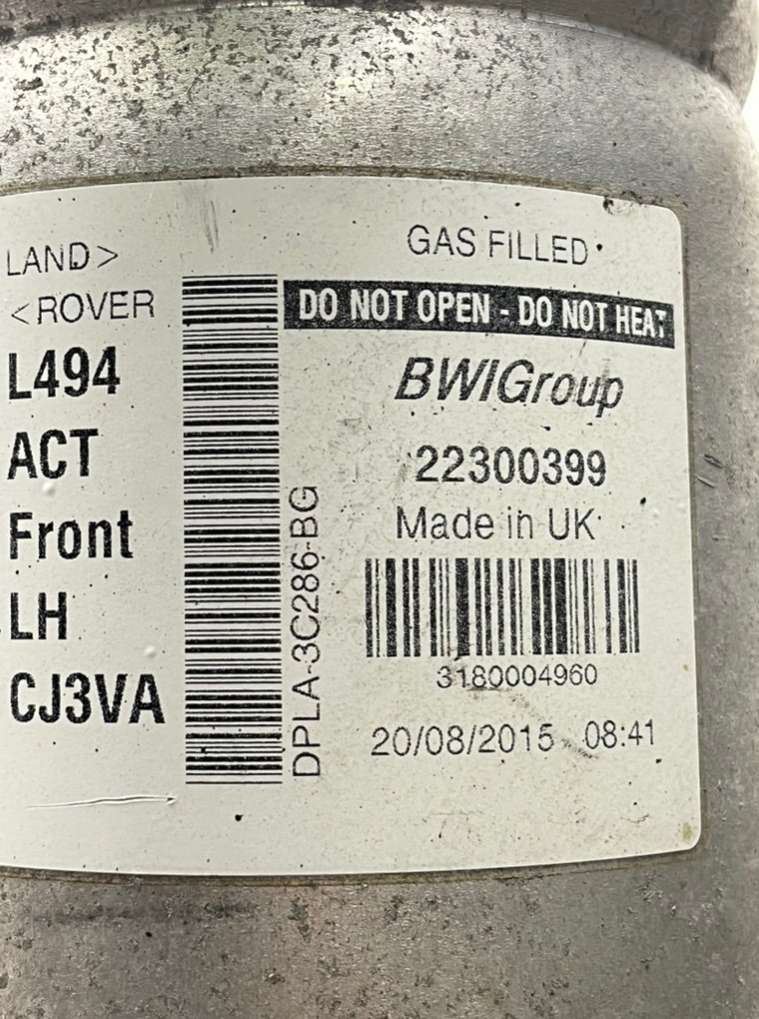 LAND>
<ROVER
L494
ACT
Front
LH
CJ3VA
DPLA-3C286-BG
GAS FILLED
DO NOT OPEN - DO NOT HEAT
BWIGroup
22300399
Made in UK
3180004960
20/08/2015 08:41